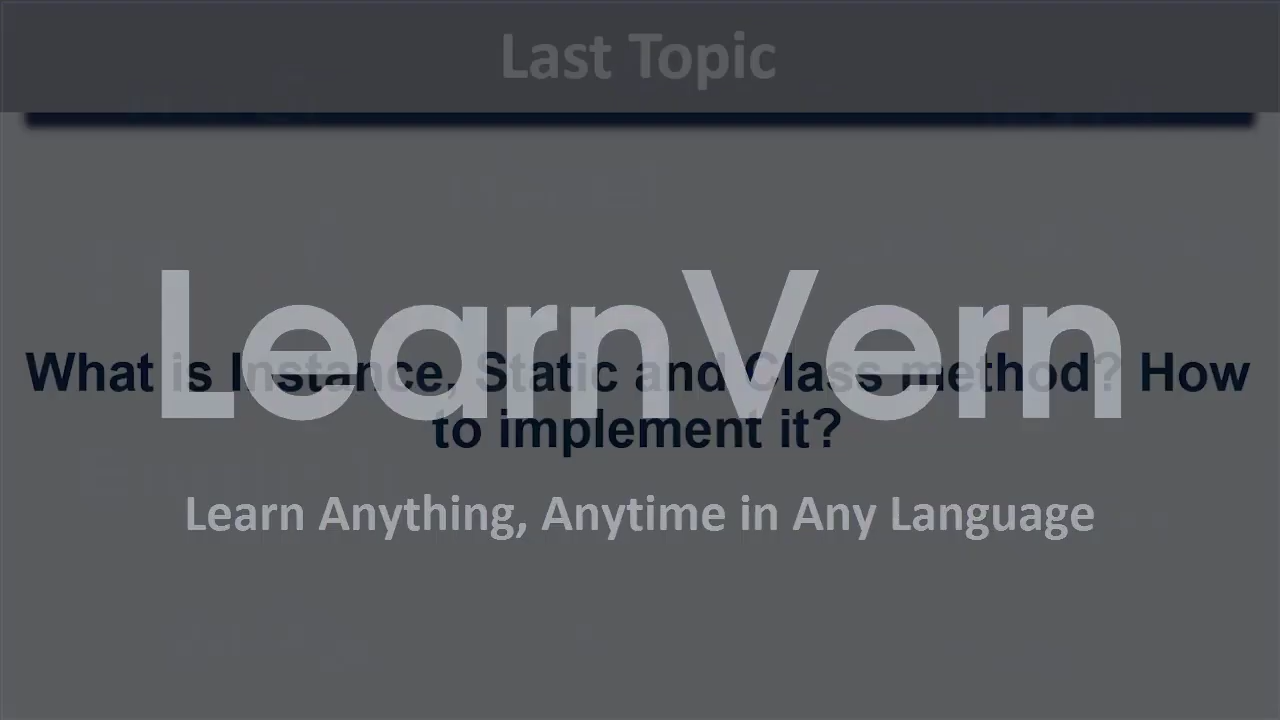 Last Topic
LearnVern
What is Instance, Static and Class method? How
to implement it?
Learn Anything, Anytime in Any Language